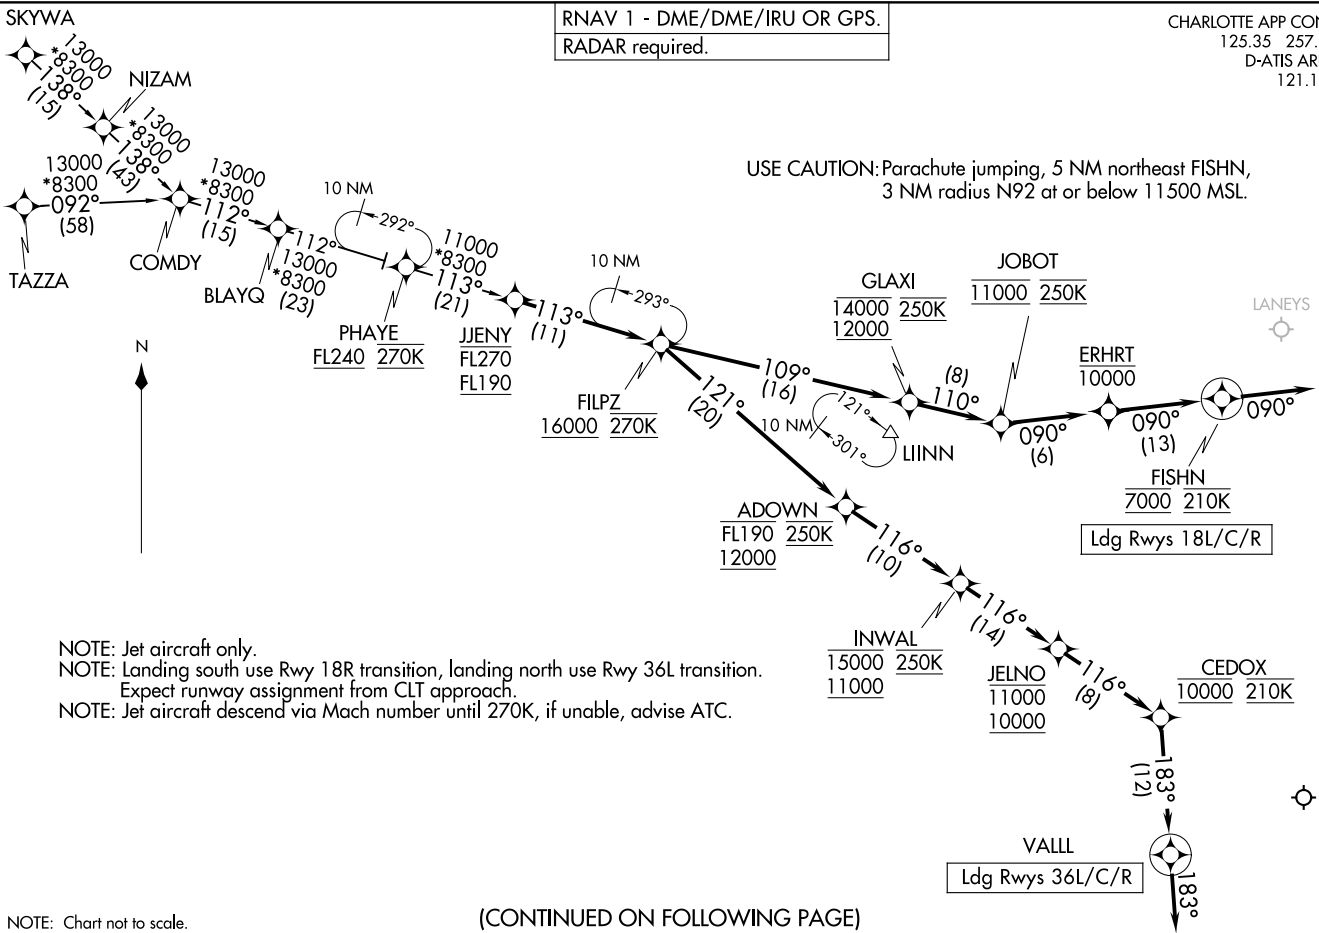 SKYWA
RNAV 1 - DME/DME/IRU OR GPS.
RADAR required.
CHARLOTTE APP CON
125.35 257.
D-ATIS AR
121.1
13000
*8300
138°
(15)
NIZAM
13000
*8300
138°
(43)
13000
*8300
092°
(58)
TAZZA
COMDY
13000
*8300
112°
(15)
BLAYQ
112°
13000
*8300
(23)
10 NM
292°
PHAYE
FL240 270K
11000
*8300
113°
(21)
JJENY
FL270
FL190
113°
(11)
10 NM
293°
FILPZ
16000 270K
USE CAUTION: Parachute jumping, 5 NM northeast FISHN,
3 NM radius N92 at or below 11500 MSL.
109°
(16)
GLAXI
14000 250K
12000
(8)
110°
JOBOT
11000 250K
090°
(6)
ERHRT
10000
090°
(13)
LANEYS
090°
FISHN
7000 210K
Ldg Rwys 18L/C/R
10 NM
121°
301°
LIINN
121°
(20)
ADOWN
FL190 250K
12000
116°
(10)
INWAL
15000 250K
11000
116°
(14)
JELNO
11000
10000
116°
(8)
CEDOX
10000 210K
183°
(12)
VALLL
Ldg Rwys 36L/C/R
183°
N
NOTE: Jet aircraft only.
NOTE: Landing south use Rwy 18R transition, landing north use Rwy 36L transition.
Expect runway assignment from CLT approach.
NOTE: Jet aircraft descend via Mach number until 270K, if unable, advise ATC.
NOTE: Chart not to scale.
(CONTINUED ON FOLLOWING PAGE)